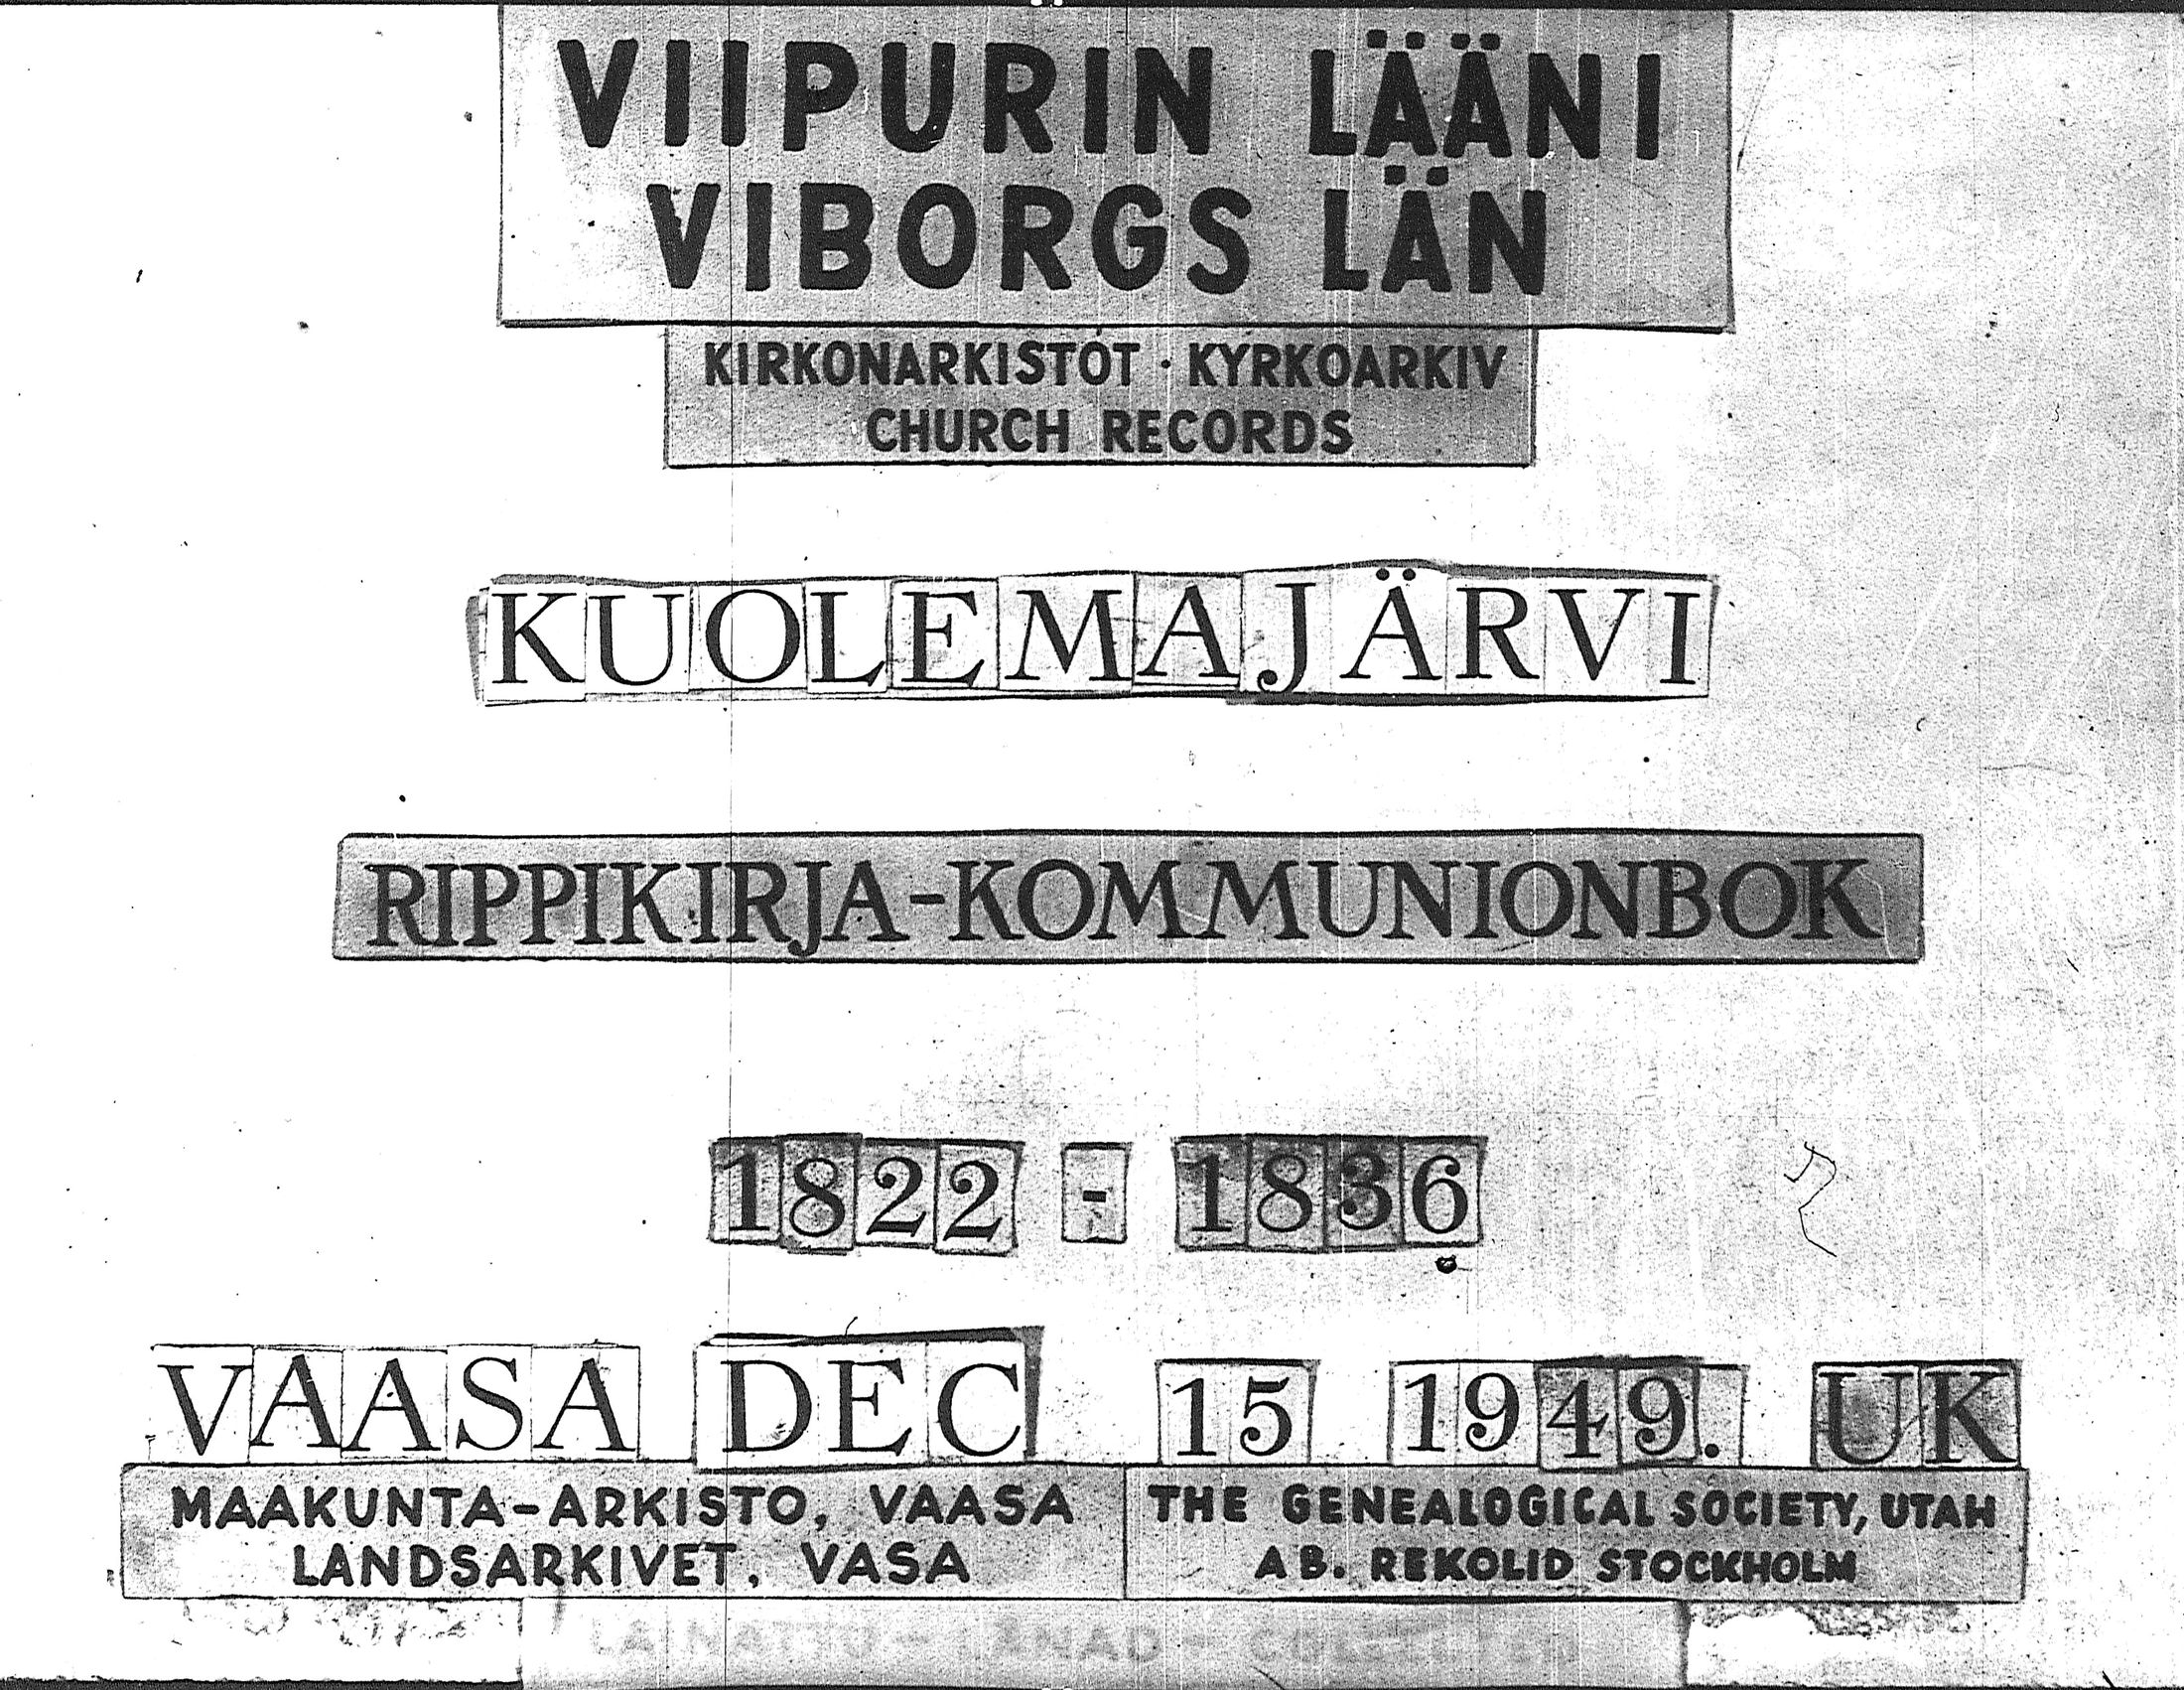 VIIPURIN LÄÄNI
VIBORGS LÄN
KIRKONARKISTOT · KYRKOARKIV
CHURCH RECORDS
KUOLEMAJÄRVI
RIPPIKIRJA-KOMMUNIONBOK
1822 - 1836
VAASA DEC 15 1949. UK
MAAKUNTA-ARKISTO, VAASA
LANDSARKIVET, VASA
THE GENEALOGICAL SOCIETY, UTAH
AB. REKOLID STOCKHOLM